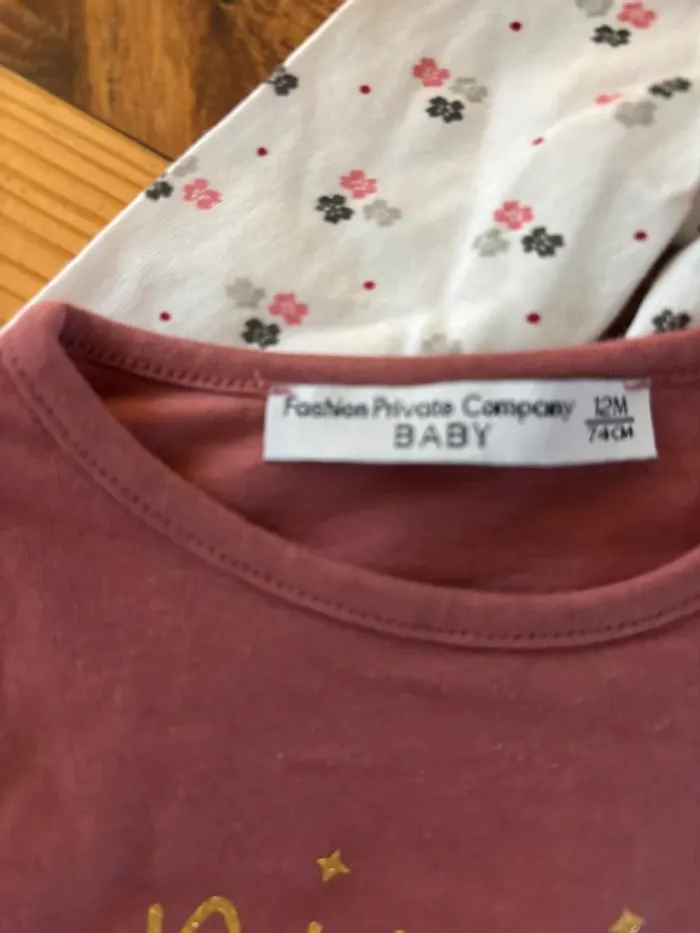 Fashion Private Company
BABY
12M
74CM